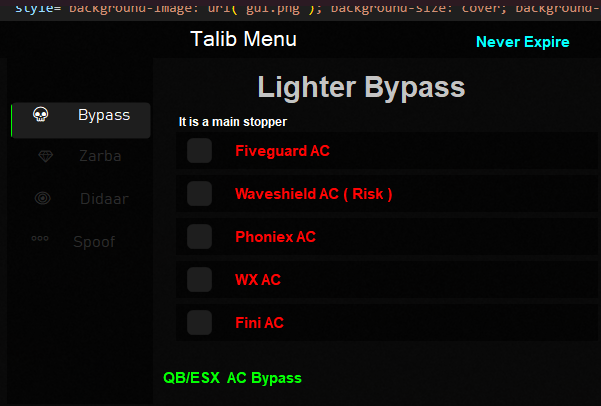 style= background-image: url( gui.png ); background-size: cover; background-
Talib Menu
Never Expire
Lighter Bypass
It is a main stopper
Bypass
Zarba
Didaar
Spoof
Fiveguard AC
Waveshield AC ( Risk )
Phoniex AC
WX AC
Fini AC
QB/ESX AC Bypass